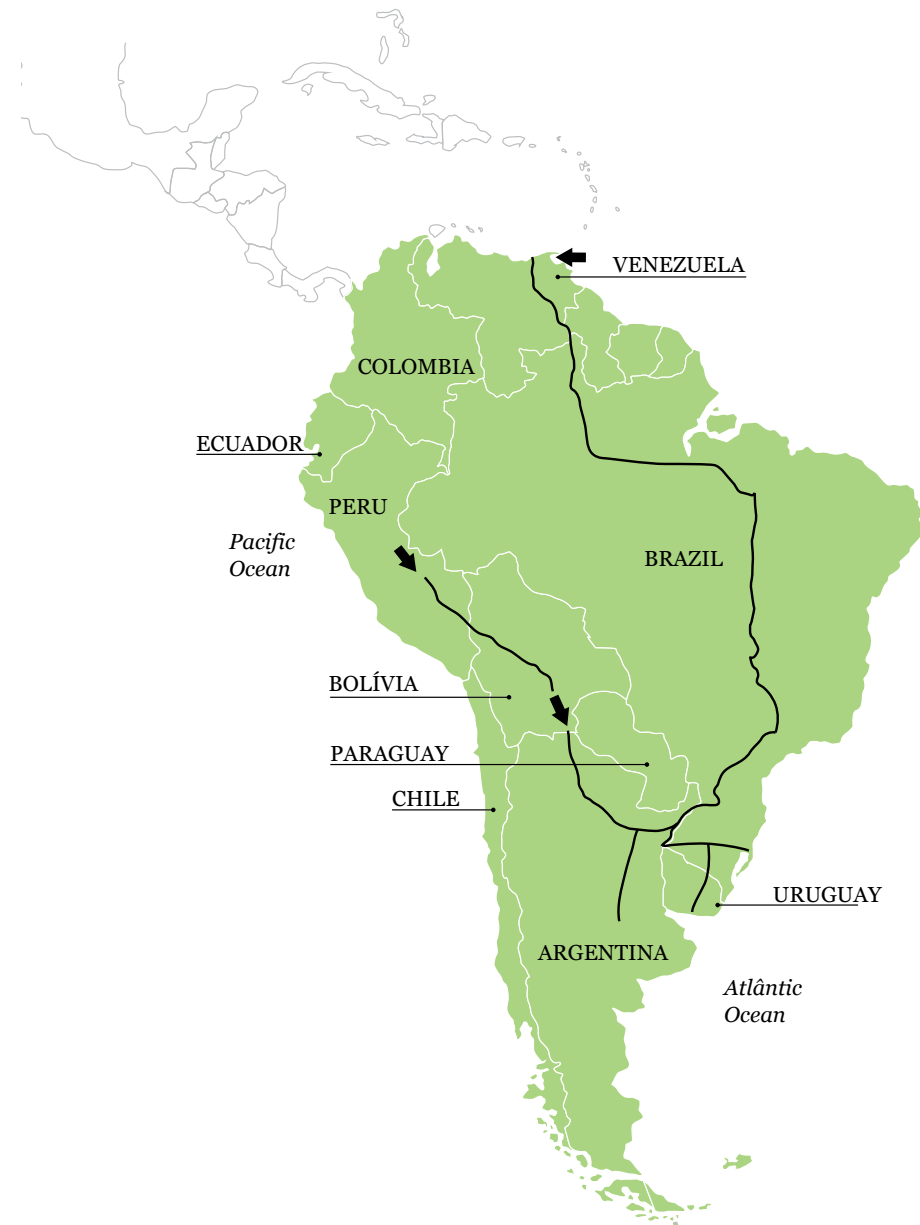 VENEZUELA
COLOMBIA
ECUADOR
PERU
Pacific
Ocean
BRAZIL
BOLÍVIA
PARAGUAY
CHILE
URUGUAY
ARGENTINA
Atlântic
Ocean